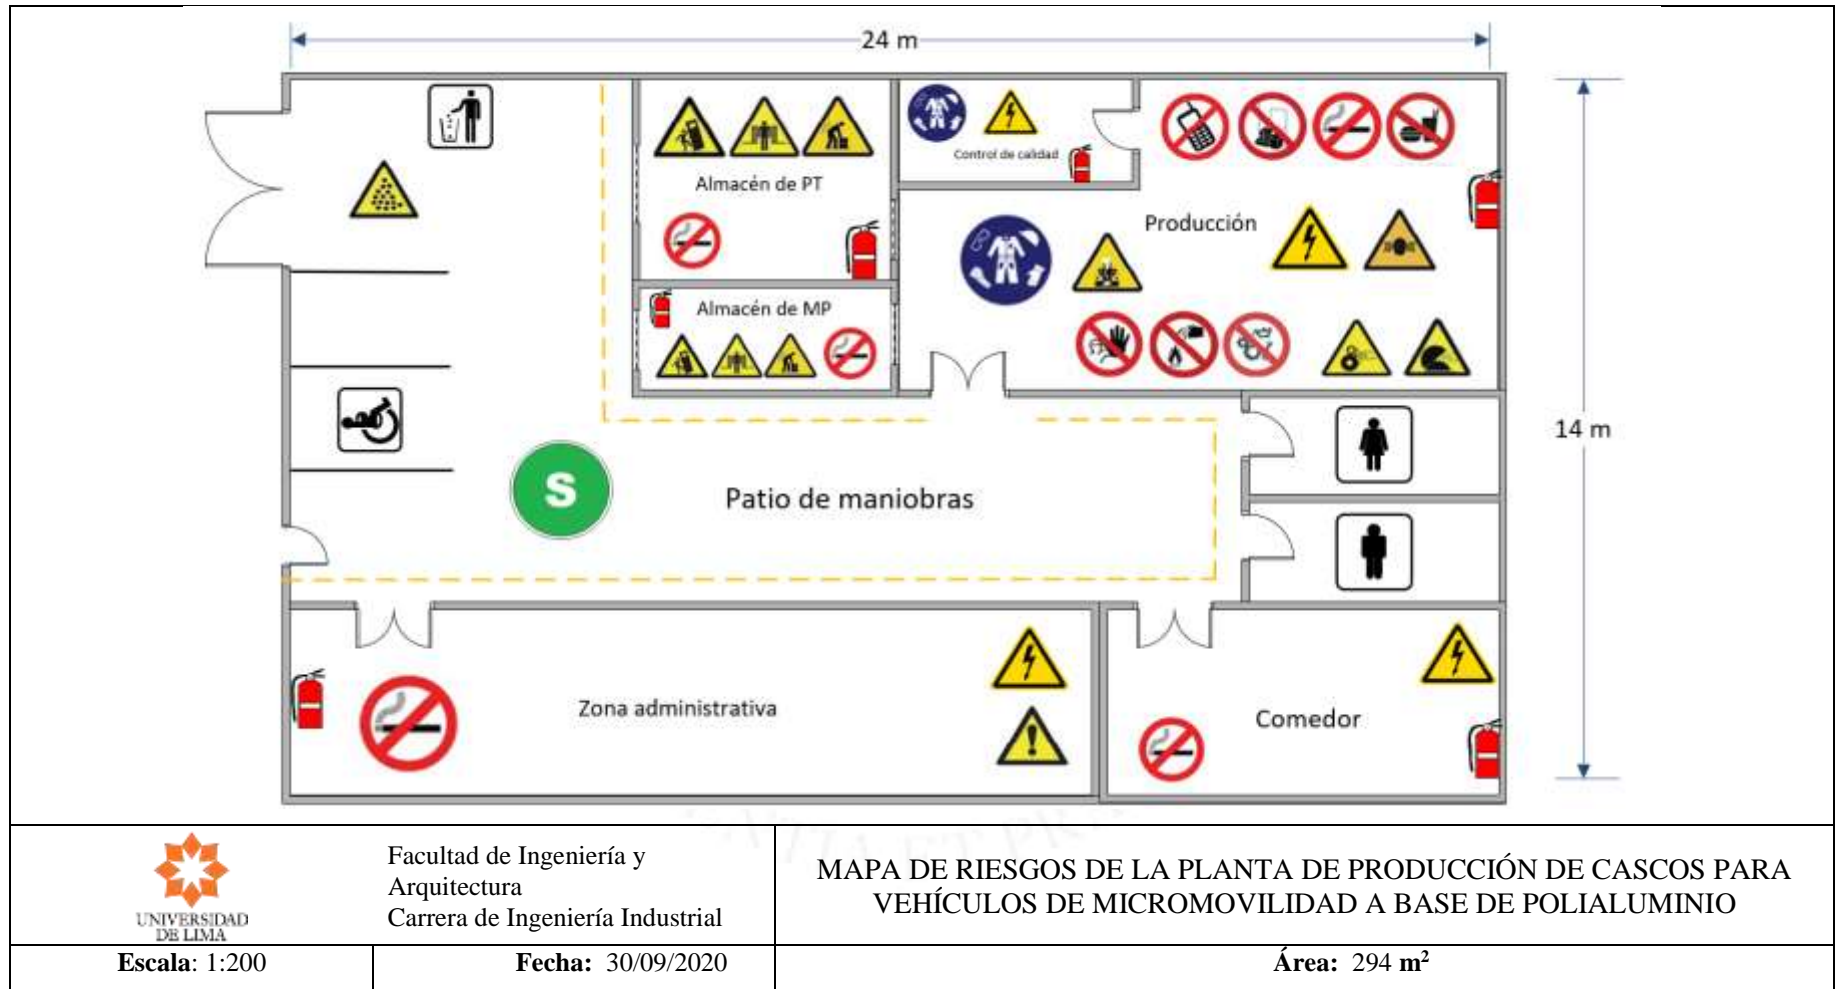 24 m
Control de calidad
Almacén de PT
Producción
Almacén de MP
14 m
S
Patio de maniobras
Zona administrativa
Comedor
UNIVERSIDAD
DE LIMA
Facultad de Ingeniería y
Arquitectura
Carrera de Ingeniería Industrial
MAPA DE RIESGOS DE LA PLANTA DE PRODUCCIÓN DE CASCOS PARA
VEHÍCULOS DE MICROMOVILIDAD A BASE DE POLIALUMINIO
Escala: 1:200
Fecha: 30/09/2020
Área: 294 m²